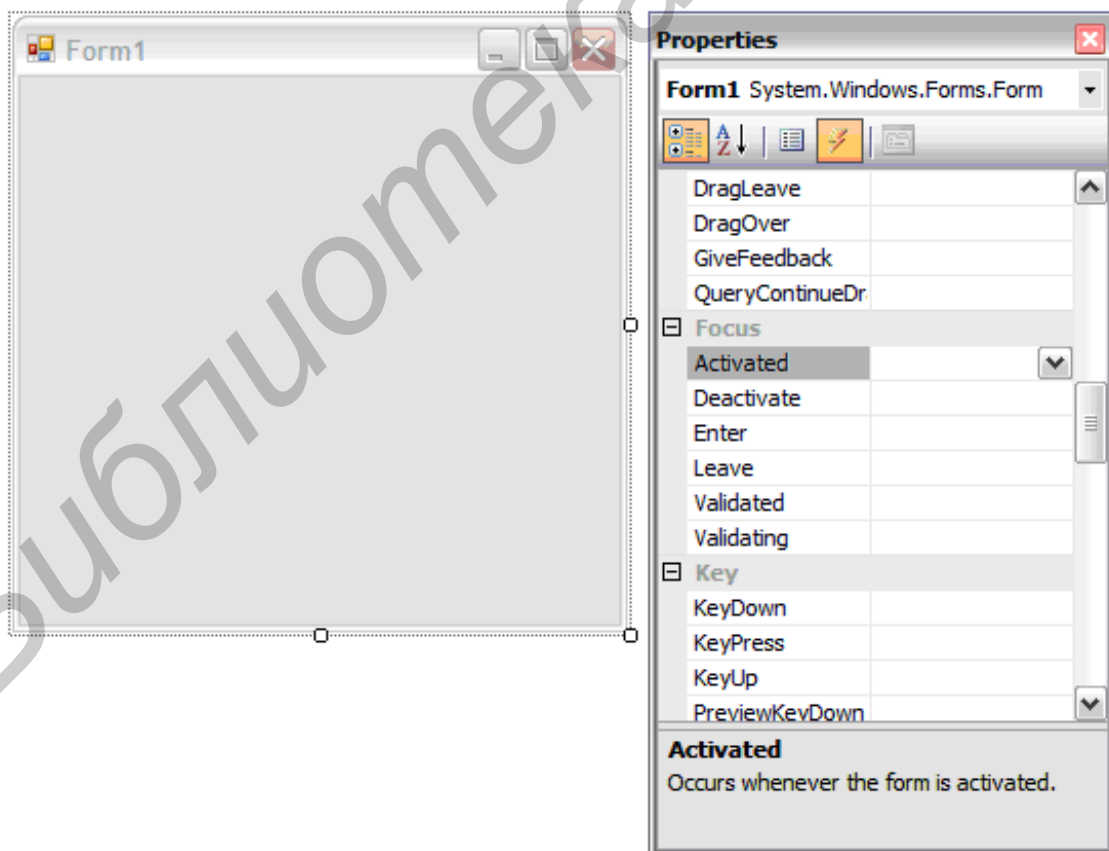 Form1
Properties
Form1 System.Windows.Forms.Form
DragLeave
DragOver
GiveFeedback
QueryContinueDr
Focus
Activated
Deactivate
Enter
Leave
Validated
Validating
Key
KeyDown
KeyPress
KeyUp
PreviewKeyDown
Activated
Occurs whenever the form is activated.
Библиотека